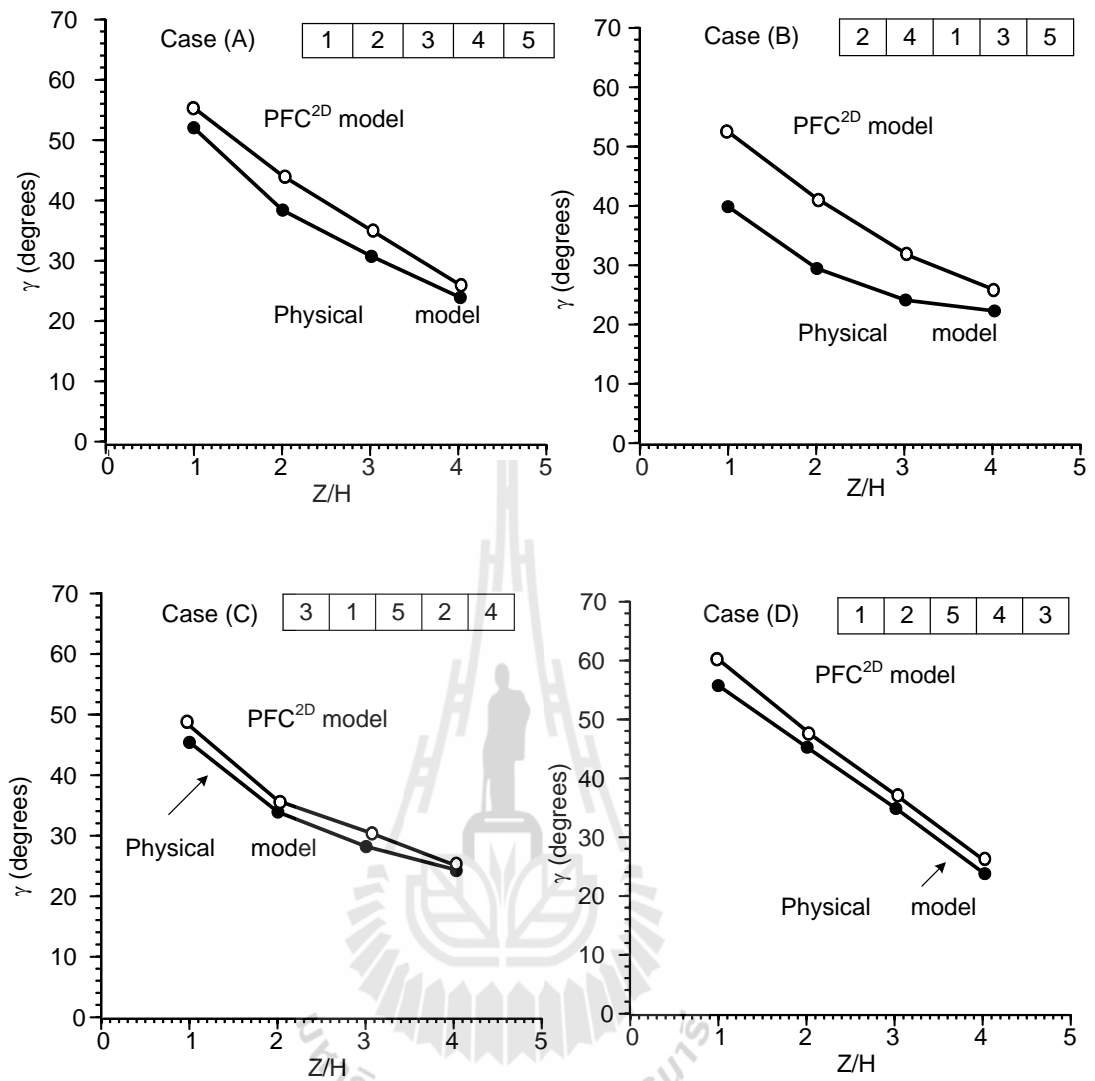 Case (A) 1 2 3 4 5
PFC2D model
Physical model
γ (degrees)
70
60
50
40
30
20
10
0
0 1 2 3 4 5
Z/H
Case (B) 2 4 1 3 5
PFC2D model
Physical model
γ (degrees)
70
60
50
40
30
20
10
0
0 1 2 3 4 5
Z/H
Case (C) 3 1 5 2 4
PFC2D model
Physical model
γ (degrees)
70
60
50
40
30
20
10
0
0 1 2 3 4 5
Z/H
Case (D) 1 2 5 4 3
PFC2D model
Physical model
γ (degrees)
70
60
50
40
30
20
10
0
0 1 2 3 4 5
Z/H